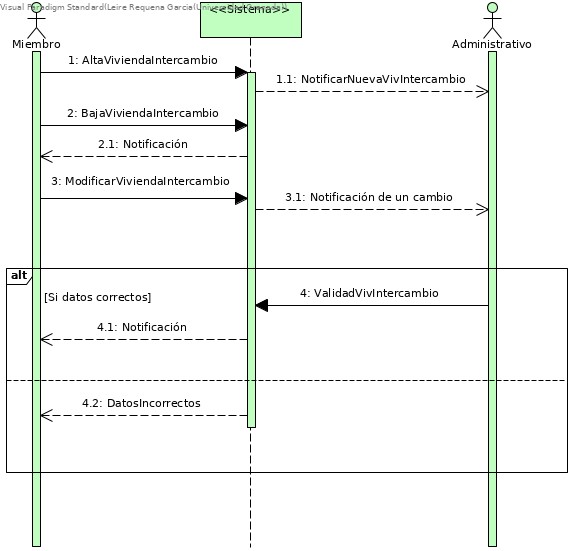 Visual Paradigm Standard(Leire Requena Garcia(Univers
<<Sistema>>
Miembro
Administrativo
1: AltaViviendaIntercambio
1.1: NotificarNuevaVivIntercambio
2: BajaViviendaIntercambio
2.1: Notificación
3: ModificarViviendaIntercambio
3.1: Notificación de un cambio
alt
[Si datos correctos]
4: ValidadVivIntercambio
4.1: Notificación
4.2: DatosIncorrectos